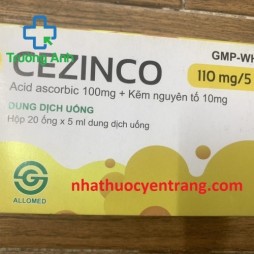 Trường Anh
GMP-WH
CEZINCO
110 mg/5
Acid ascorbic 100mg + Kẽm nguyên tố 10mg
DUNG DỊCH UỐNG
Hộp 20 ống x 5 ml dung dịch uống
nhathuocyentrang.com
ALLOMED